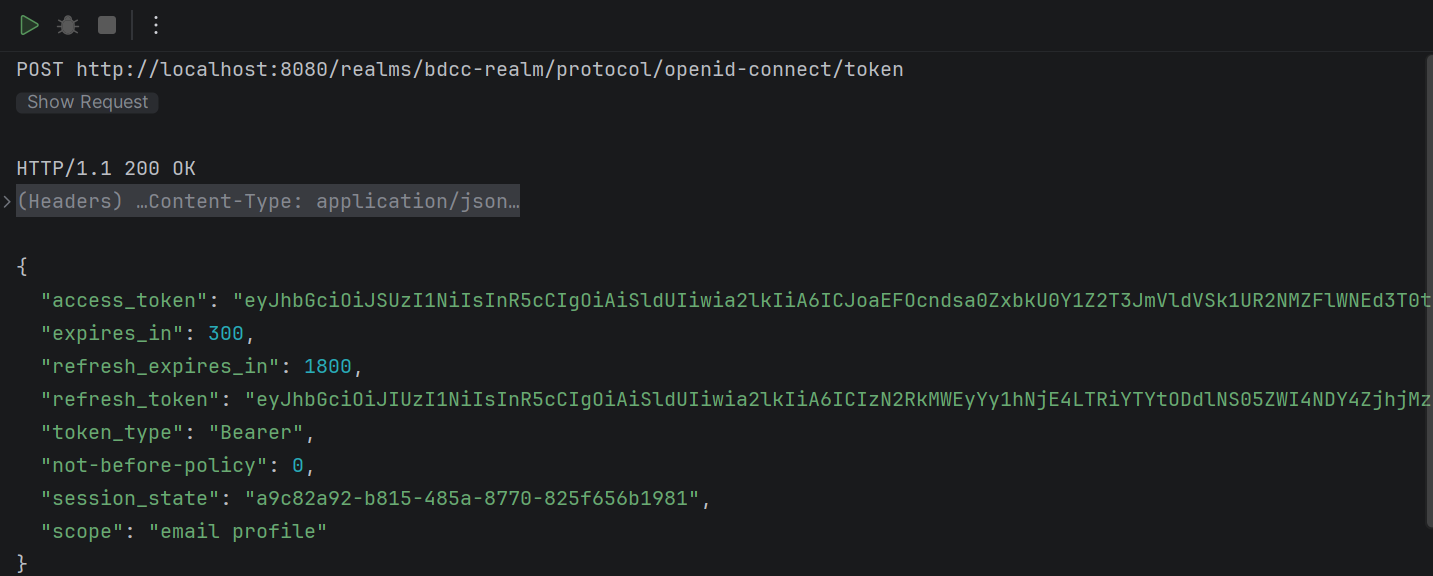 POST http://localhost:8080/realms/bdcc-realm/protocol/openid-connect/token
Show Request
HTTP/1.1 200 OK
(Headers) …Content-Type: application/json…
{
"access_token": "eyJhbGciOiJSUzI1NiIsInR5cCIgOiAiSldUIiwia2lkIiA6ICJoaEFOcndsa0ZxbkU0Y1Z2T3JmVldVSk1UR2NMZFlWNEd3T0t
"expires_in": 300,
"refresh_expires_in": 1800,
"refresh_token": "eyJhbGciOiJIUzI1NiIsInR5cCIgOiAiSldUIiwia2lkIiA6ICIzN2RkMWEyYy1hNjE4LTRiYTYtODdlNS05ZWI4NDY4ZjhjMz
"token_type": "Bearer",
"not-before-policy": 0,
"session_state": "a9c82a92-b815-485a-8770-825f656b1981",
"scope": "email profile"
}